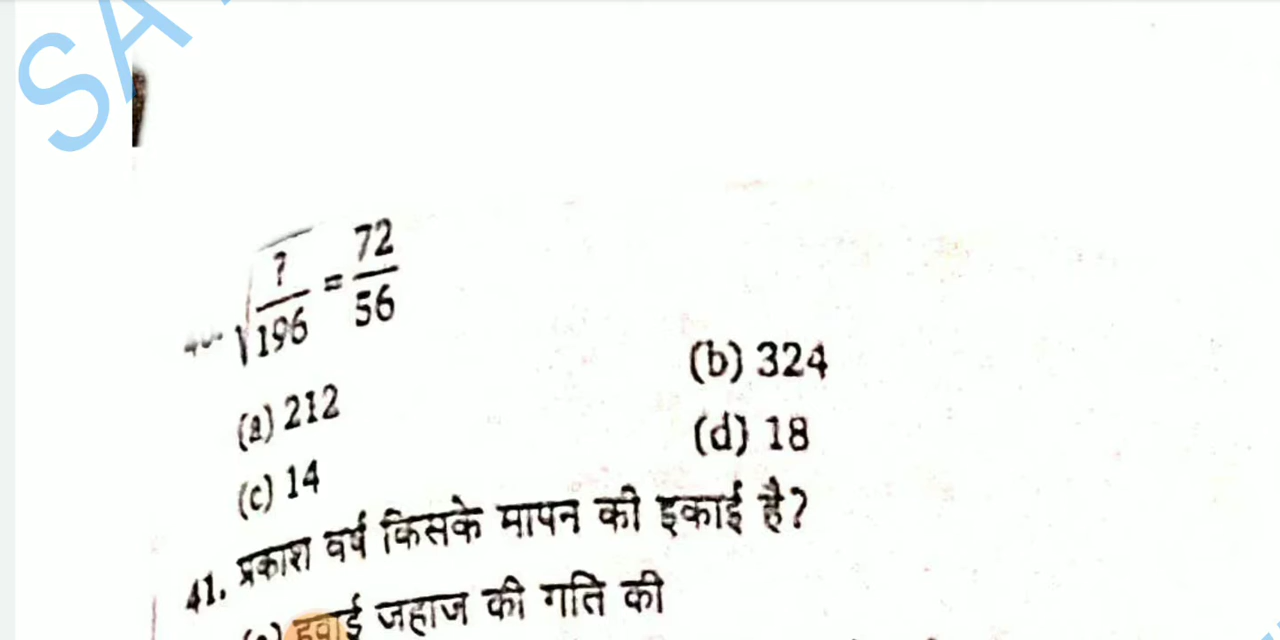 SA
√?/196 = 72/56
(a) 212
(b) 324
(c) 14
(d) 18
41. प्रकाश वर्ष किसके मापन की इकाई है?
हवाई जहाज की गति की